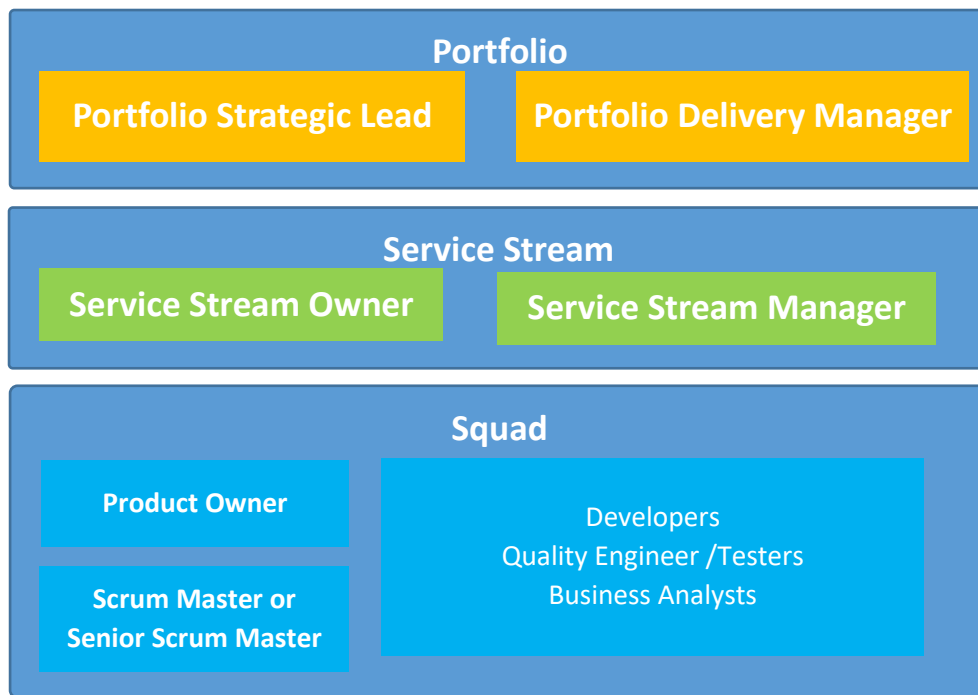 Portfolio
Portfolio Strategic Lead
Portfolio Delivery Manager
Service Stream
Service Stream Owner
Service Stream Manager
Squad
Product Owner
Scrum Master or
Senior Scrum Master
Developers
Quality Engineer /Testers
Business Analysts